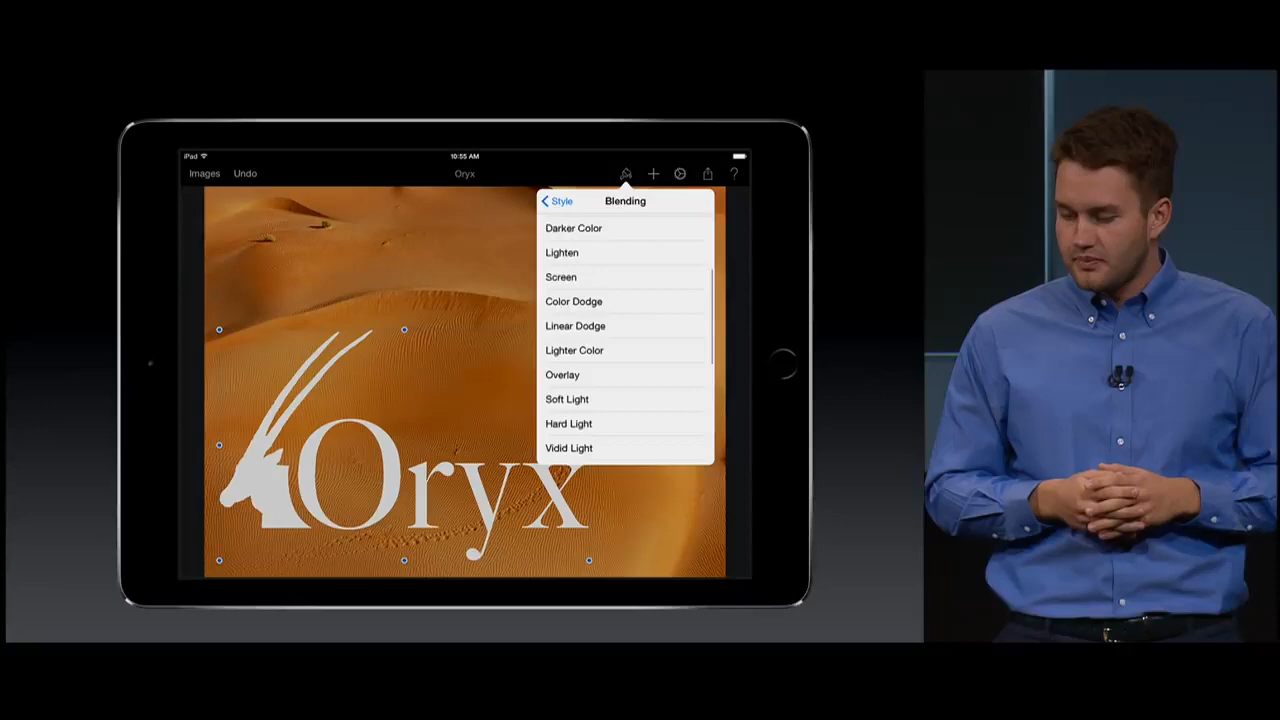 iPad
10:55 AM
Images
Undo
Oryx
?
Style
Blending
Darker Color
Lighten
Screen
Color Dodge
Linear Dodge
Lighter Color
Overlay
Soft Light
Hard Light
Vidid Light
Oryx